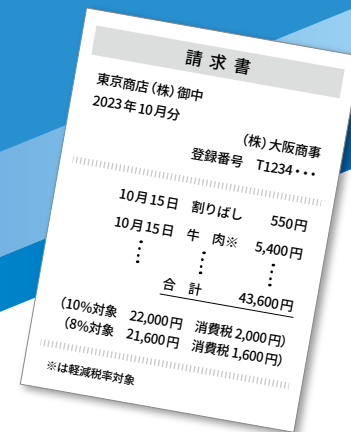 請求書
東京商店（株）御中
2023年10月分
（株）大阪商事
登録番号 T1234・・・
10月15日 割りばし 550円
10月15日 牛 肉※ 5,400円
合 計 43,600円
（10%対象 22,000円 消費税 2,000円）
（8%対象 21,600円 消費税 1,600円）
※は軽減税率対象